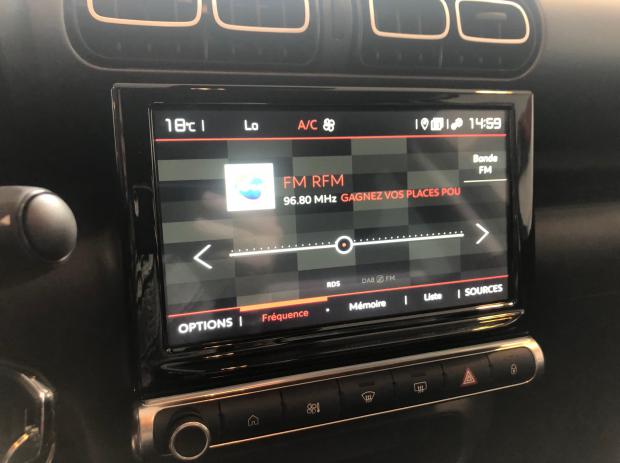 18°C Lo A/C 14:59
Bande
FM
FM RFM
96.80 MHz GAGNEZ VOS PLACES POU
RDS DAB FM
OPTIONS Fréquence Mémoire Liste SOURCES